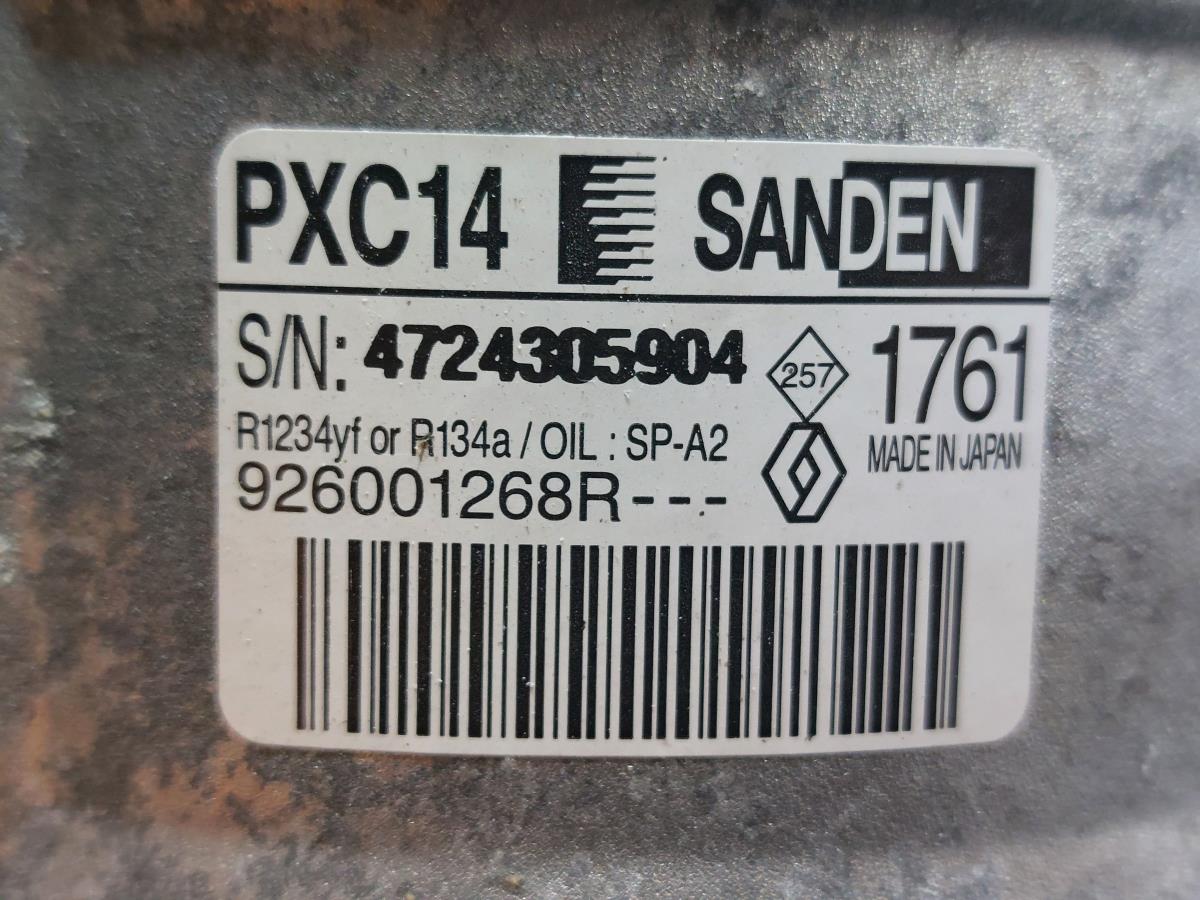 PXC14 SANDEN
S/N: 4724305904 257 1761
R1234yf or R134a / OIL : SP-A2 MADE IN JAPAN
926001268R---